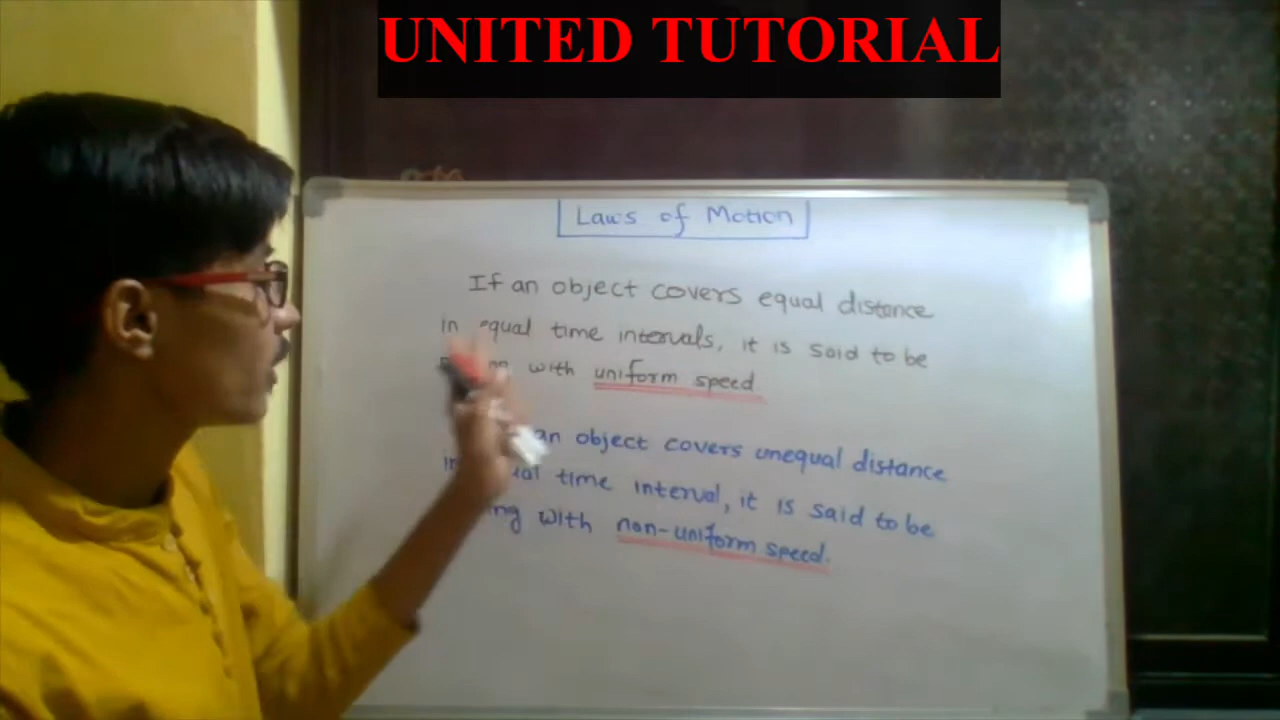 UNITED TUTORIAL
Laws of Motion
If an object covers equal distance
in equal time intervals, it is said to be
with uniform speed
an object covers unequal distance
time interval, it is said to be
with non-uniform speed.